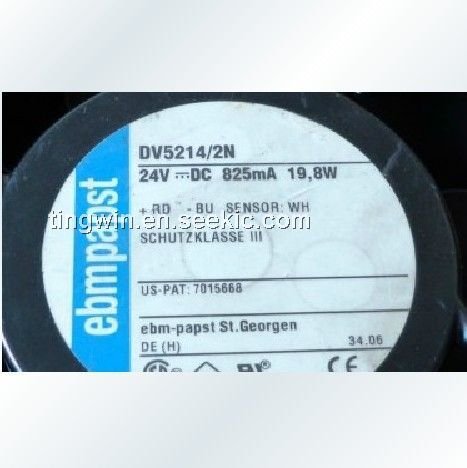 ebmpapst
DV5214/2N
24V ⎓DC 825mA 19,8W
+ RD - BU SENSOR: WH
tingwin.en.seekic.com
SCHUTZKLASSE III
US-PAT: 7015668
ebm-papst St.Georgen
DE (H) 34.06
CE